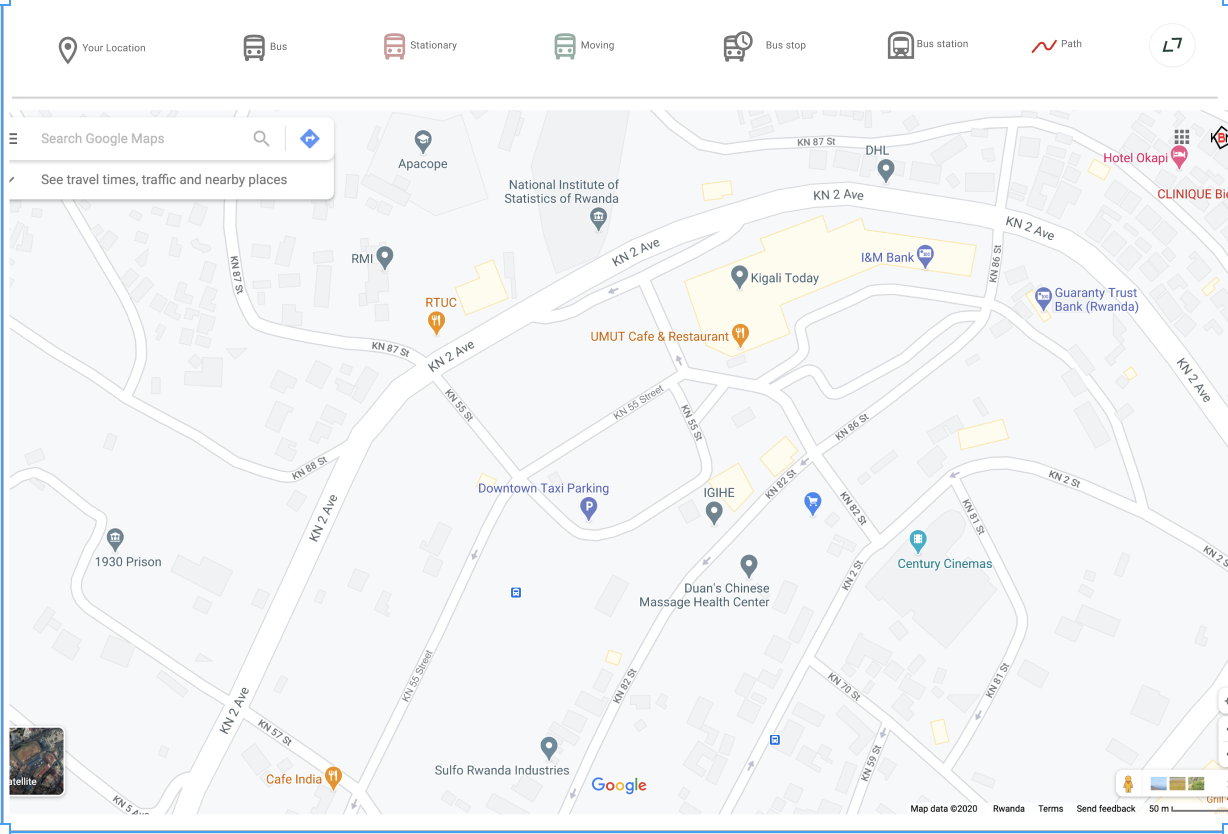 Your Location
Bus
Stationary
Moving
Bus stop
Bus station
Path
Search Google Maps
See travel times, traffic and nearby places
Apacope
KN 87 St
DHL
Hotel Okapi
National Institute of
Statistics of Rwanda
KN 2 Ave
CLINIQUE
KN 2 Ave
KN 2 Ave
RMI
KN 87 St
I&M Bank
KN 86 St
Kigali Today
Guaranty Trust
Bank (Rwanda)
RTUC
UMUT Cafe & Restaurant
KN 87 St
KN 2 Ave
KN 2 Ave
KN 55 St
KN 55 Street
KN 55 St
KN 86 St
KN 88 St
KN 2 St
Downtown Taxi Parking
P
IGIHE
KN 82 St
KN 82 St
KN 2 Ave
KN 81 St
1930 Prison
Century Cinemas
KN 2 S
KN 2 St
Duan's Chinese
Massage Health Center
KN 55 Street
KN 82 St
KN 70 St
KN 81 St
KN 2 Ave
KN 57 St
KN 59 St
Sulfo Rwanda Industries
Cafe India
atellite
Google
KN 5 Ave
Grill
Map data ©2020
Rwanda
Terms
Send feedback
50 m